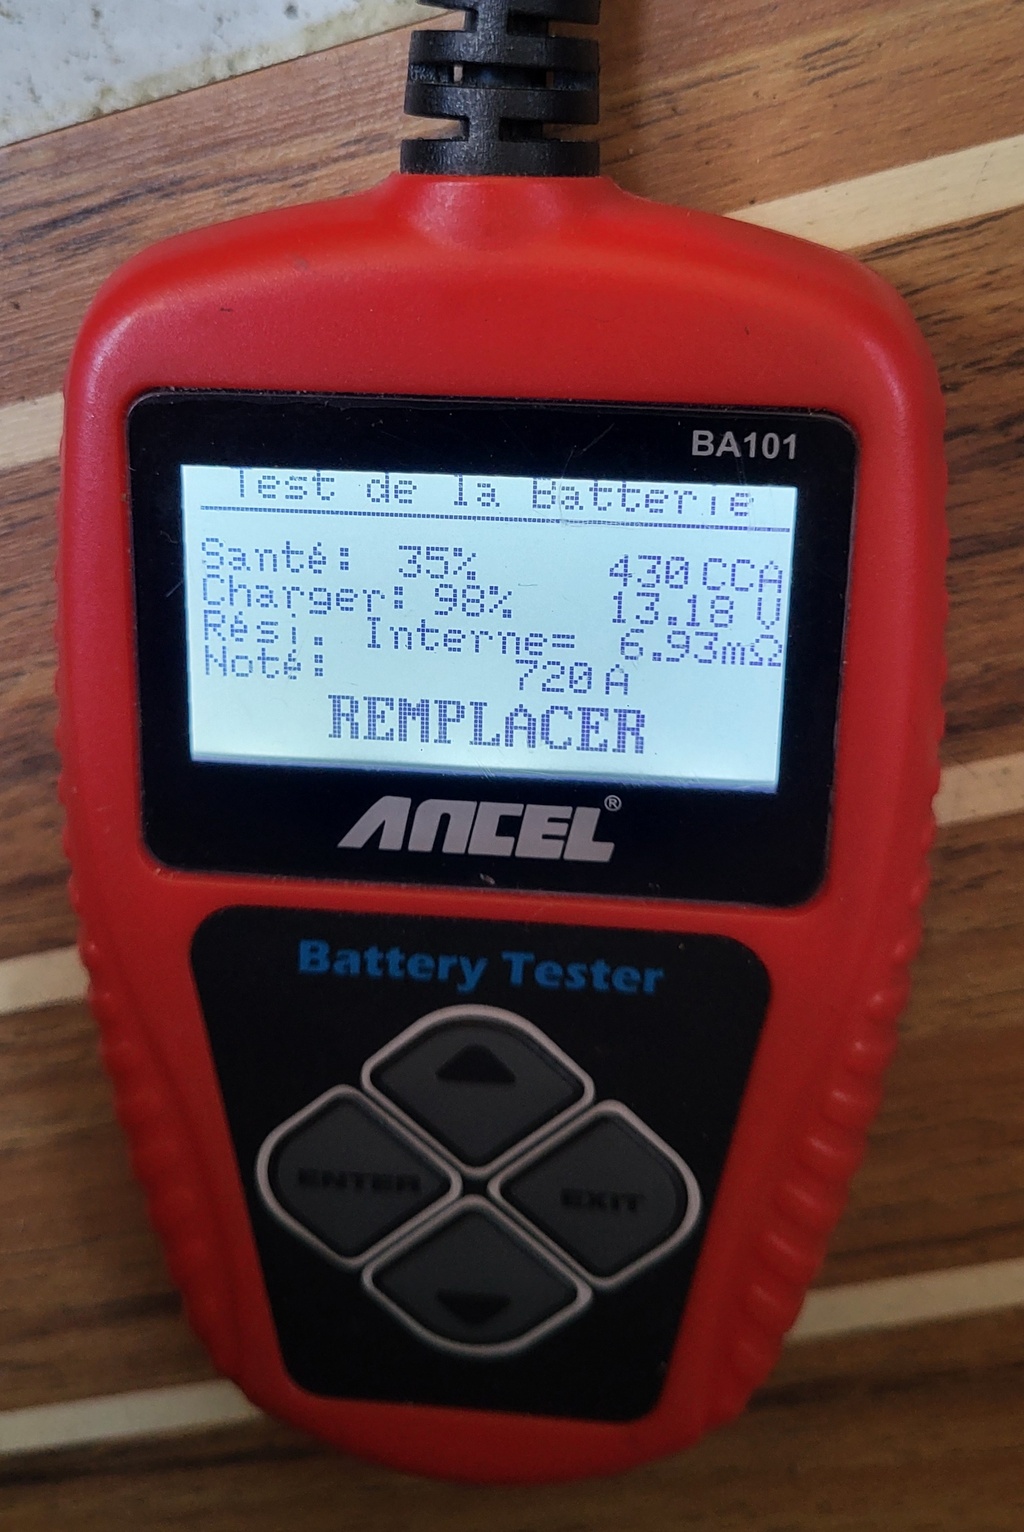 BA101
Test de la Batterie
Santé: 35% 430 CCA
Charger: 98% 13.18 V
Rési. Interne= 6.93mΩ
Noté: 720 A
REMPLACER
ANCEL®
Battery Tester
ENTER
EXIT